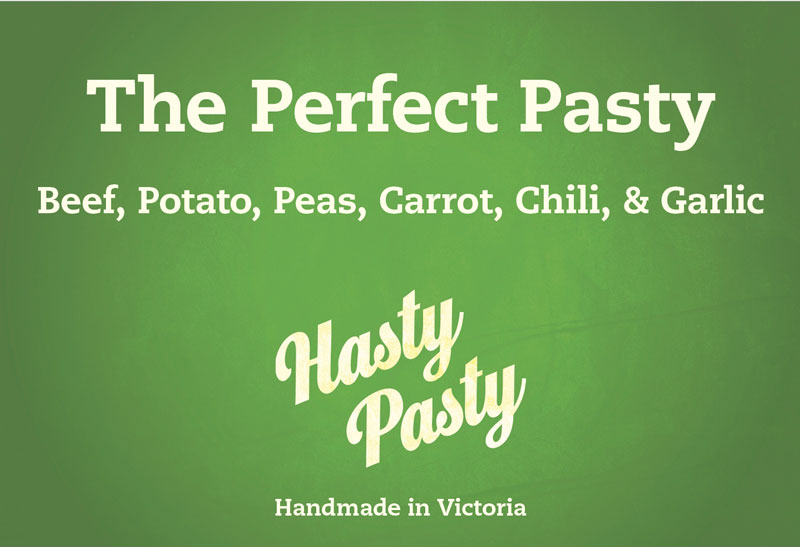 The Perfect Pasty
Beef, Potato, Peas, Carrot, Chili, & Garlic
Hasty
Pasty
Handmade in Victoria